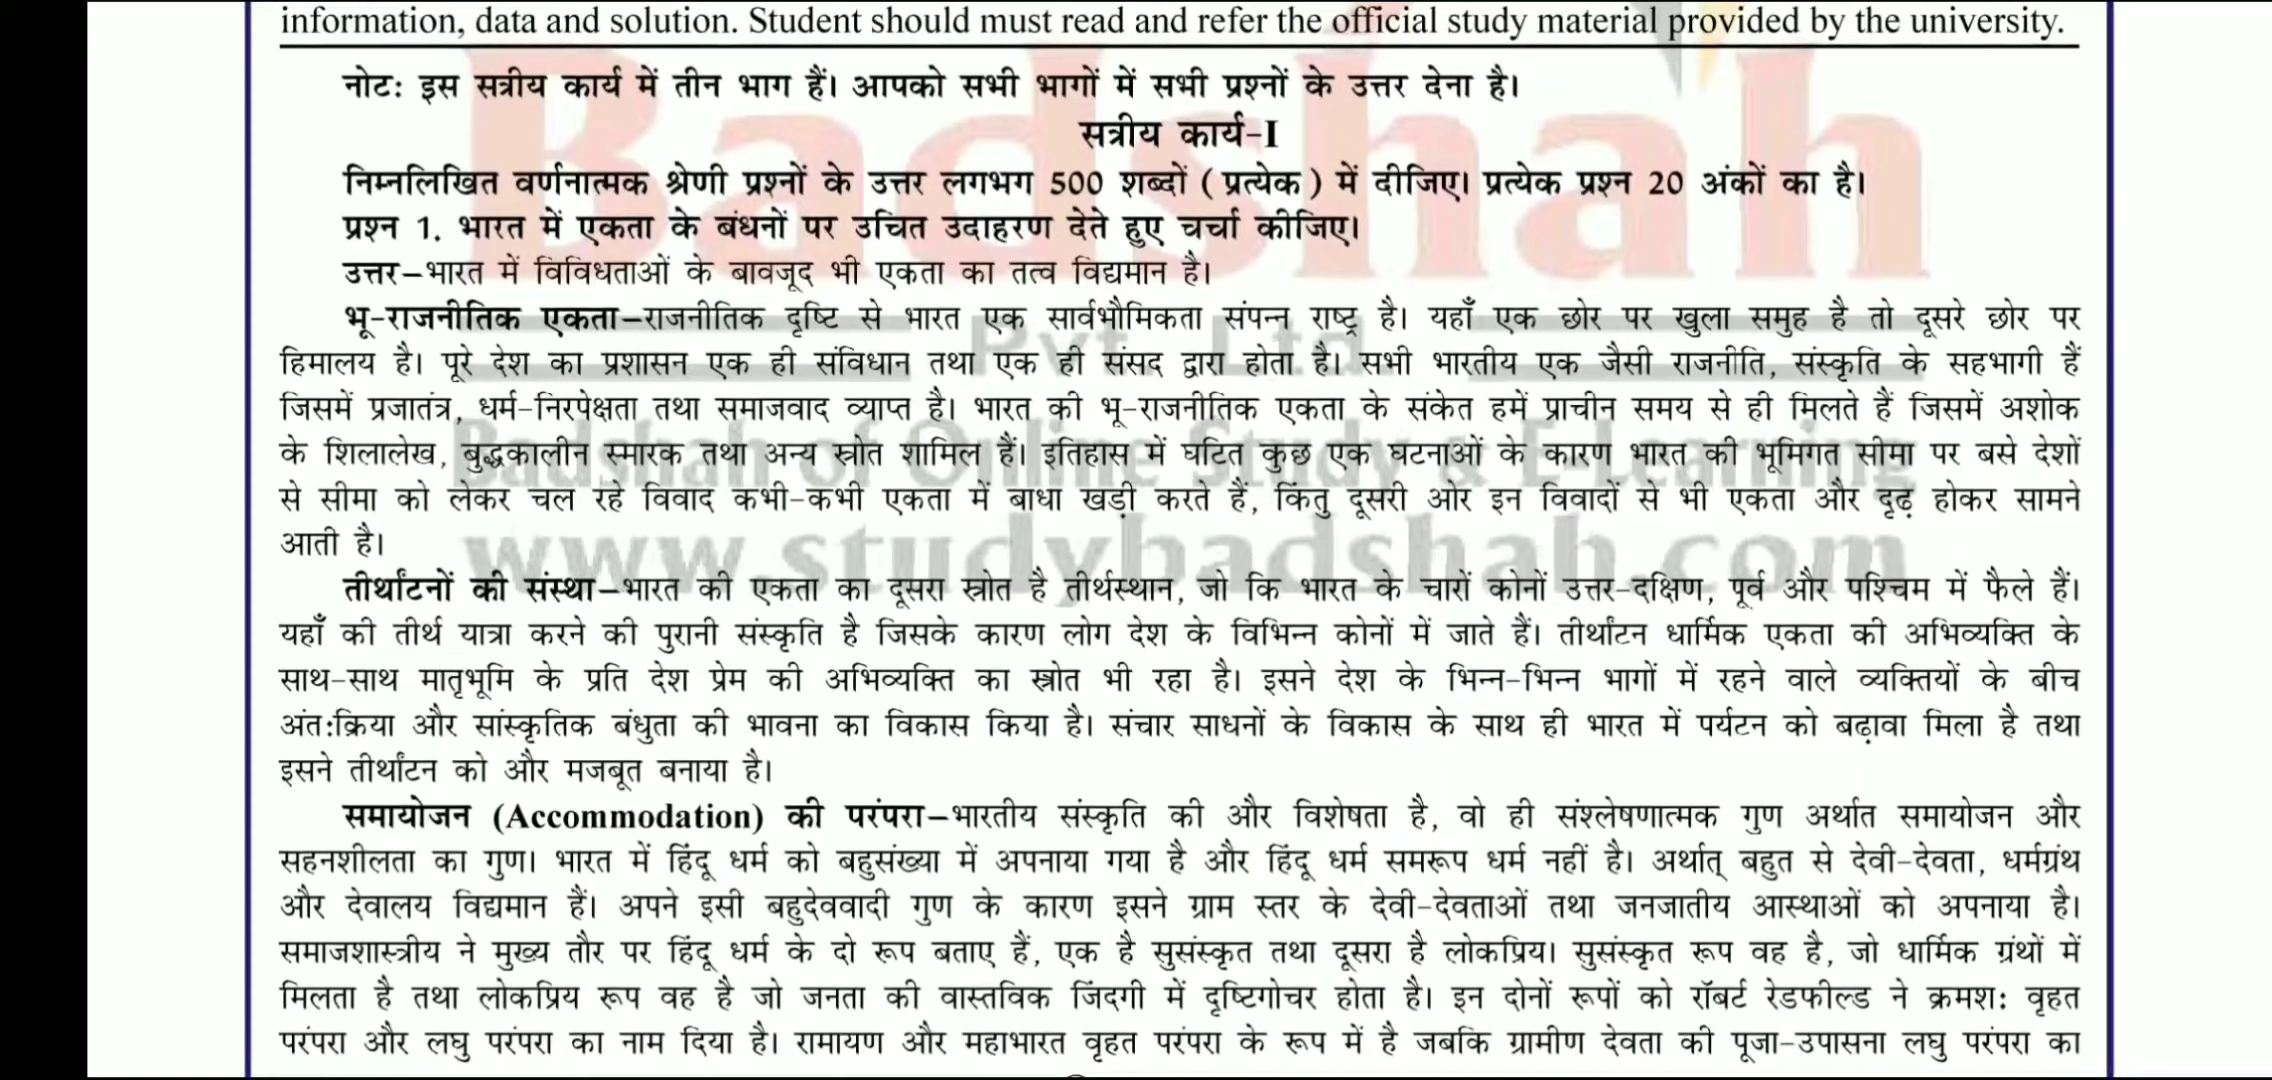 information, data and solution. Student should must read and refer the official study material provided by the university.
नोट: इस सत्रीय कार्य में तीन भाग हैं। आपको सभी भागों में सभी प्रश्नों के उत्तर देना है।
सत्रीय कार्य-I
निम्नलिखित वर्णनात्मक श्रेणी प्रश्नों के उत्तर लगभग 500 शब्दों (प्रत्येक) में दीजिए। प्रत्येक प्रश्न 20 अंकों का है।
प्रश्न 1. भारत में एकता के बंधनों पर उचित उदाहरण देते हुए चर्चा कीजिए।
उत्तर–भारत में विविधताओं के बावजूद भी एकता का तत्व विद्यमान है।
भू-राजनीतिक एकता–राजनीतिक दृष्टि से भारत एक सार्वभौमिकता संपन्न राष्ट्र है। यहाँ एक छोर पर खुला समुह है तो दूसरे छोर पर
हिमालय है। पूरे देश का प्रशासन एक ही संविधान तथा एक ही संसद द्वारा होता है। सभी भारतीय एक जैसी राजनीति, संस्कृति के सहभागी हैं
जिसमें प्रजातंत्र, धर्म-निरपेक्षता तथा समाजवाद व्याप्त है। भारत की भू-राजनीतिक एकता के संकेत हमें प्राचीन समय से ही मिलते हैं जिसमें अशोक
के शिलालेख, बुद्धकालीन स्मारक तथा अन्य स्रोत शामिल हैं। इतिहास में घटित कुछ एक घटनाओं के कारण भारत की भूमिगत सीमा पर बसे देशों
से सीमा को लेकर चल रहे विवाद कभी-कभी एकता में बाधा खड़ी करते हैं, किंतु दूसरी ओर इन विवादों से भी एकता और दृढ़ होकर सामने
आती है।
तीर्थाटनों की संस्था–भारत की एकता का दूसरा स्रोत है तीर्थस्थान, जो कि भारत के चारों कोनों उत्तर-दक्षिण, पूर्व और पश्चिम में फैले हैं।
यहाँ की तीर्थ यात्रा करने की पुरानी संस्कृति है जिसके कारण लोग देश के विभिन्न कोनों में जाते हैं। तीर्थाटन धार्मिक एकता की अभिव्यक्ति के
साथ-साथ मातृभूमि के प्रति देश प्रेम की अभिव्यक्ति का स्रोत भी रहा है। इसने देश के भिन्न-भिन्न भागों में रहने वाले व्यक्तियों के बीच
अंत:क्रिया और सांस्कृतिक बंधुता की भावना का विकास किया है। संचार साधनों के विकास के साथ ही भारत में पर्यटन को बढ़ावा मिला है तथा
इसने तीर्थाटन को और मजबूत बनाया है।
समायोजन (Accommodation) की परंपरा–भारतीय संस्कृति की और विशेषता है, वो ही संश्लेषणात्मक गुण अर्थात समायोजन और
सहनशीलता का गुण। भारत में हिंदू धर्म को बहुसंख्या में अपनाया गया है और हिंदू धर्म समरूप धर्म नहीं है। अर्थात् बहुत से देवी-देवता, धर्मग्रंथ
और देवालय विद्यमान हैं। अपने इसी बहुदेववादी गुण के कारण इसने ग्राम स्तर के देवी-देवताओं तथा जनजातीय आस्थाओं को अपनाया है।
समाजशास्त्रीय ने मुख्य तौर पर हिंदू धर्म के दो रूप बताए हैं, एक है सुसंस्कृत तथा दूसरा है लोकप्रिय। सुसंस्कृत रूप वह है, जो धार्मिक ग्रंथों में
मिलता है तथा लोकप्रिय रूप वह है जो जनता की वास्तविक जिंदगी में दृष्टिगोचर होता है। इन दोनों रूपों को रॉबर्ट रेडफील्ड ने क्रमश: वृहत
परंपरा और लघु परंपरा का नाम दिया है। रामायण और महाभारत वृहत परंपरा के रूप में है जबकि ग्रामीण देवता की पूजा-उपासना लघु परंपरा का
Badshah
Pvt. Ltd
Badshah of Online Study & E-Learning
www.studybadshah.com